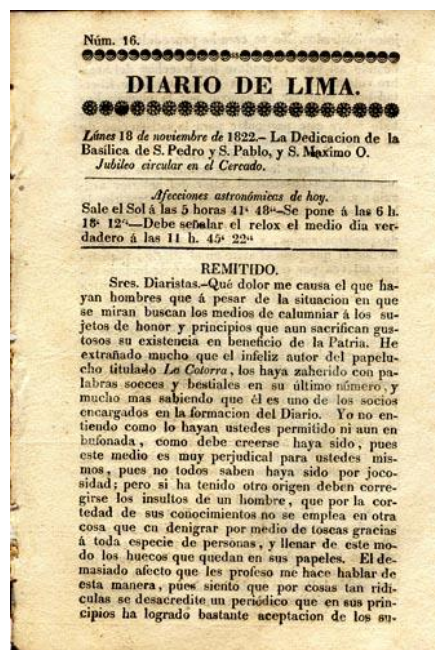 Núm. 16.
DIARIO DE LIMA.
Lúnes 18 de noviembre de 1822.– La Dedicacion de la
Basílica de S. Pedro y S. Pablo, y S. Maximo O.
Jubileo circular en el Cercado.
Afecciones astronómicas de hoy.
Sale el Sol á las 5 horas 41‘ 48“–Se pone á las 6 h.
18‘ 12“—Debe señalar el relox el medio dia ver-
dadero á las 11 h. 45‘ 22“
REMITIDO.
Sres. Diaristas.–Qué dolor me causa el que ha-
yan hombres que á pesar de la situacion en que
se miran buscan los medios de calumniar á los su-
jetos de honor y principios que aun sacrifican gus-
tosos su existencia en beneficio de la Patria. He
extrañado mucho que el infeliz autor del papelu-
cho titulado La Cotorra, los haya zaherido con pa-
labras soeces y bestiales en su último número, y
mucho mas sabiendo que él es uno de los socios
encargados en la formacion del Diario. Yo no en-
tiendo como lo hayan ustedes permitido ni aun en
bufonada, como debe creerse haya sido, pues
este medio es muy perjudical para ustedes mis-
mos, pues no todos saben haya sido por joco-
sidad; pero si ha tenido otro origen deben corre-
girse los insultos de un hombre, que por la cor-
tedad de sus conocimientos no se emplea en otra
cosa que en denigrar por medio de toscas gracias
á toda especie de personas, y llenar de este mo-
do los huecos que quedan en sus papeles. El de-
masiado afecto que les profeso me hace hablar de
esta manera, pues siento que por cosas tan ridí-
culas se desacredite un periódico que en sus prin-
cipios ha logrado bastante aceptacion de los su-